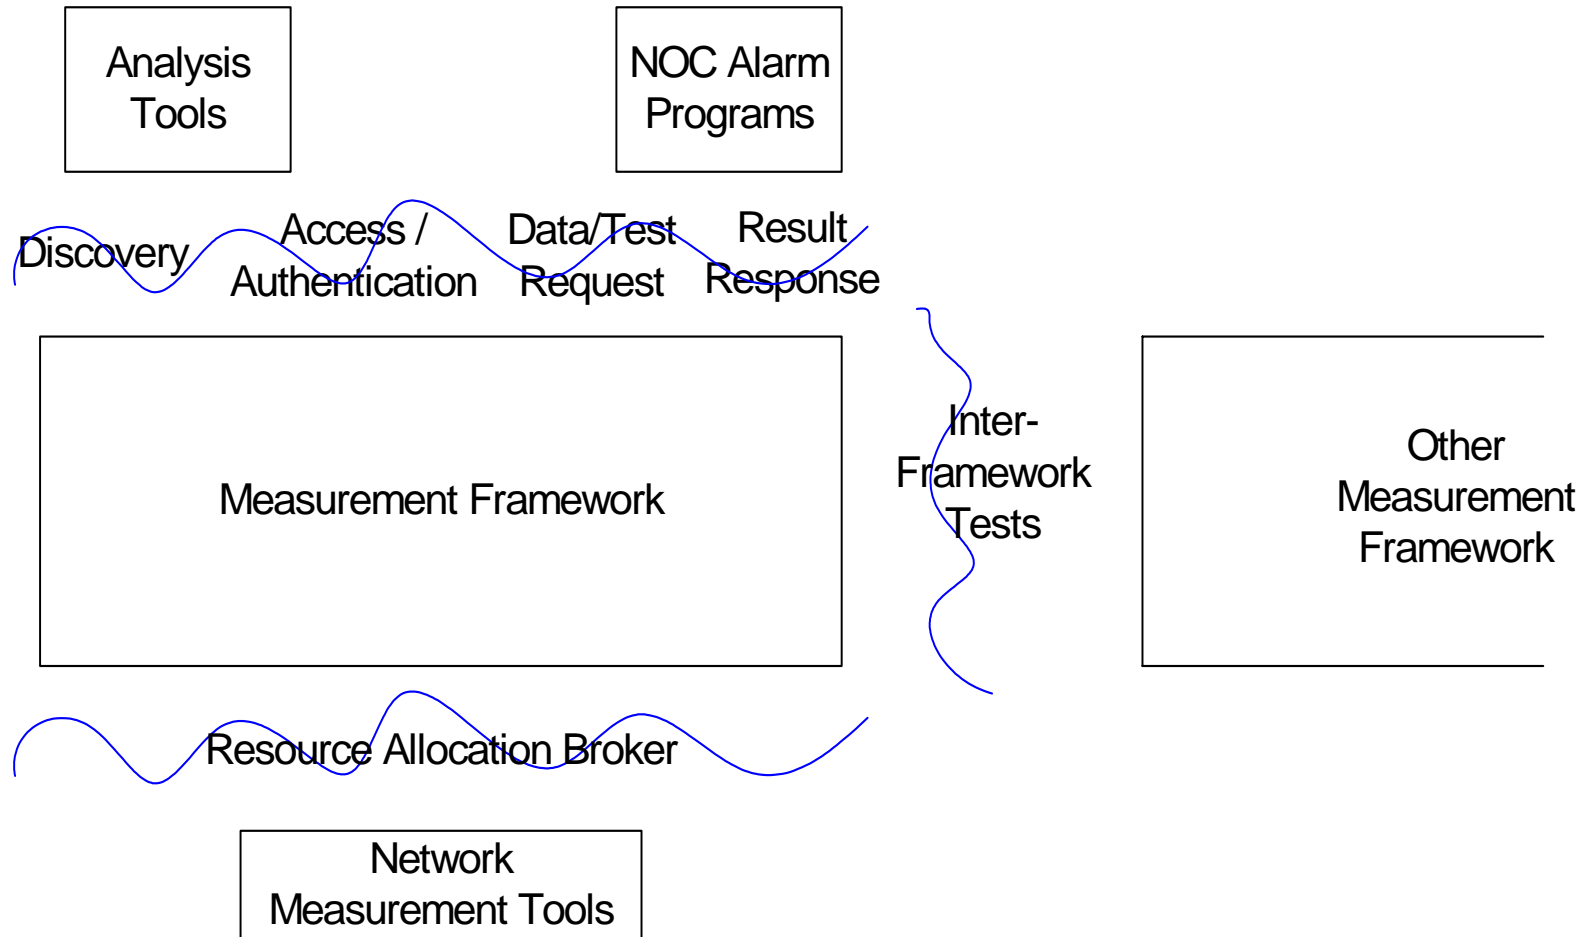 Analysis
Tools
NOC Alarm
Programs
Discovery
Access /
Authentication
Data/Test
Request
Result
Response
Measurement Framework
Inter-
Framework
Tests
Other
Measurement
Framework
Resource Allocation Broker
Network
Measurement Tools